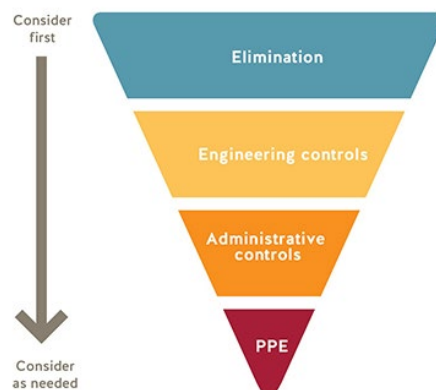 Consider
first
Elimination
Engineering controls
Administrative
controls
PPE
Consider
as needed